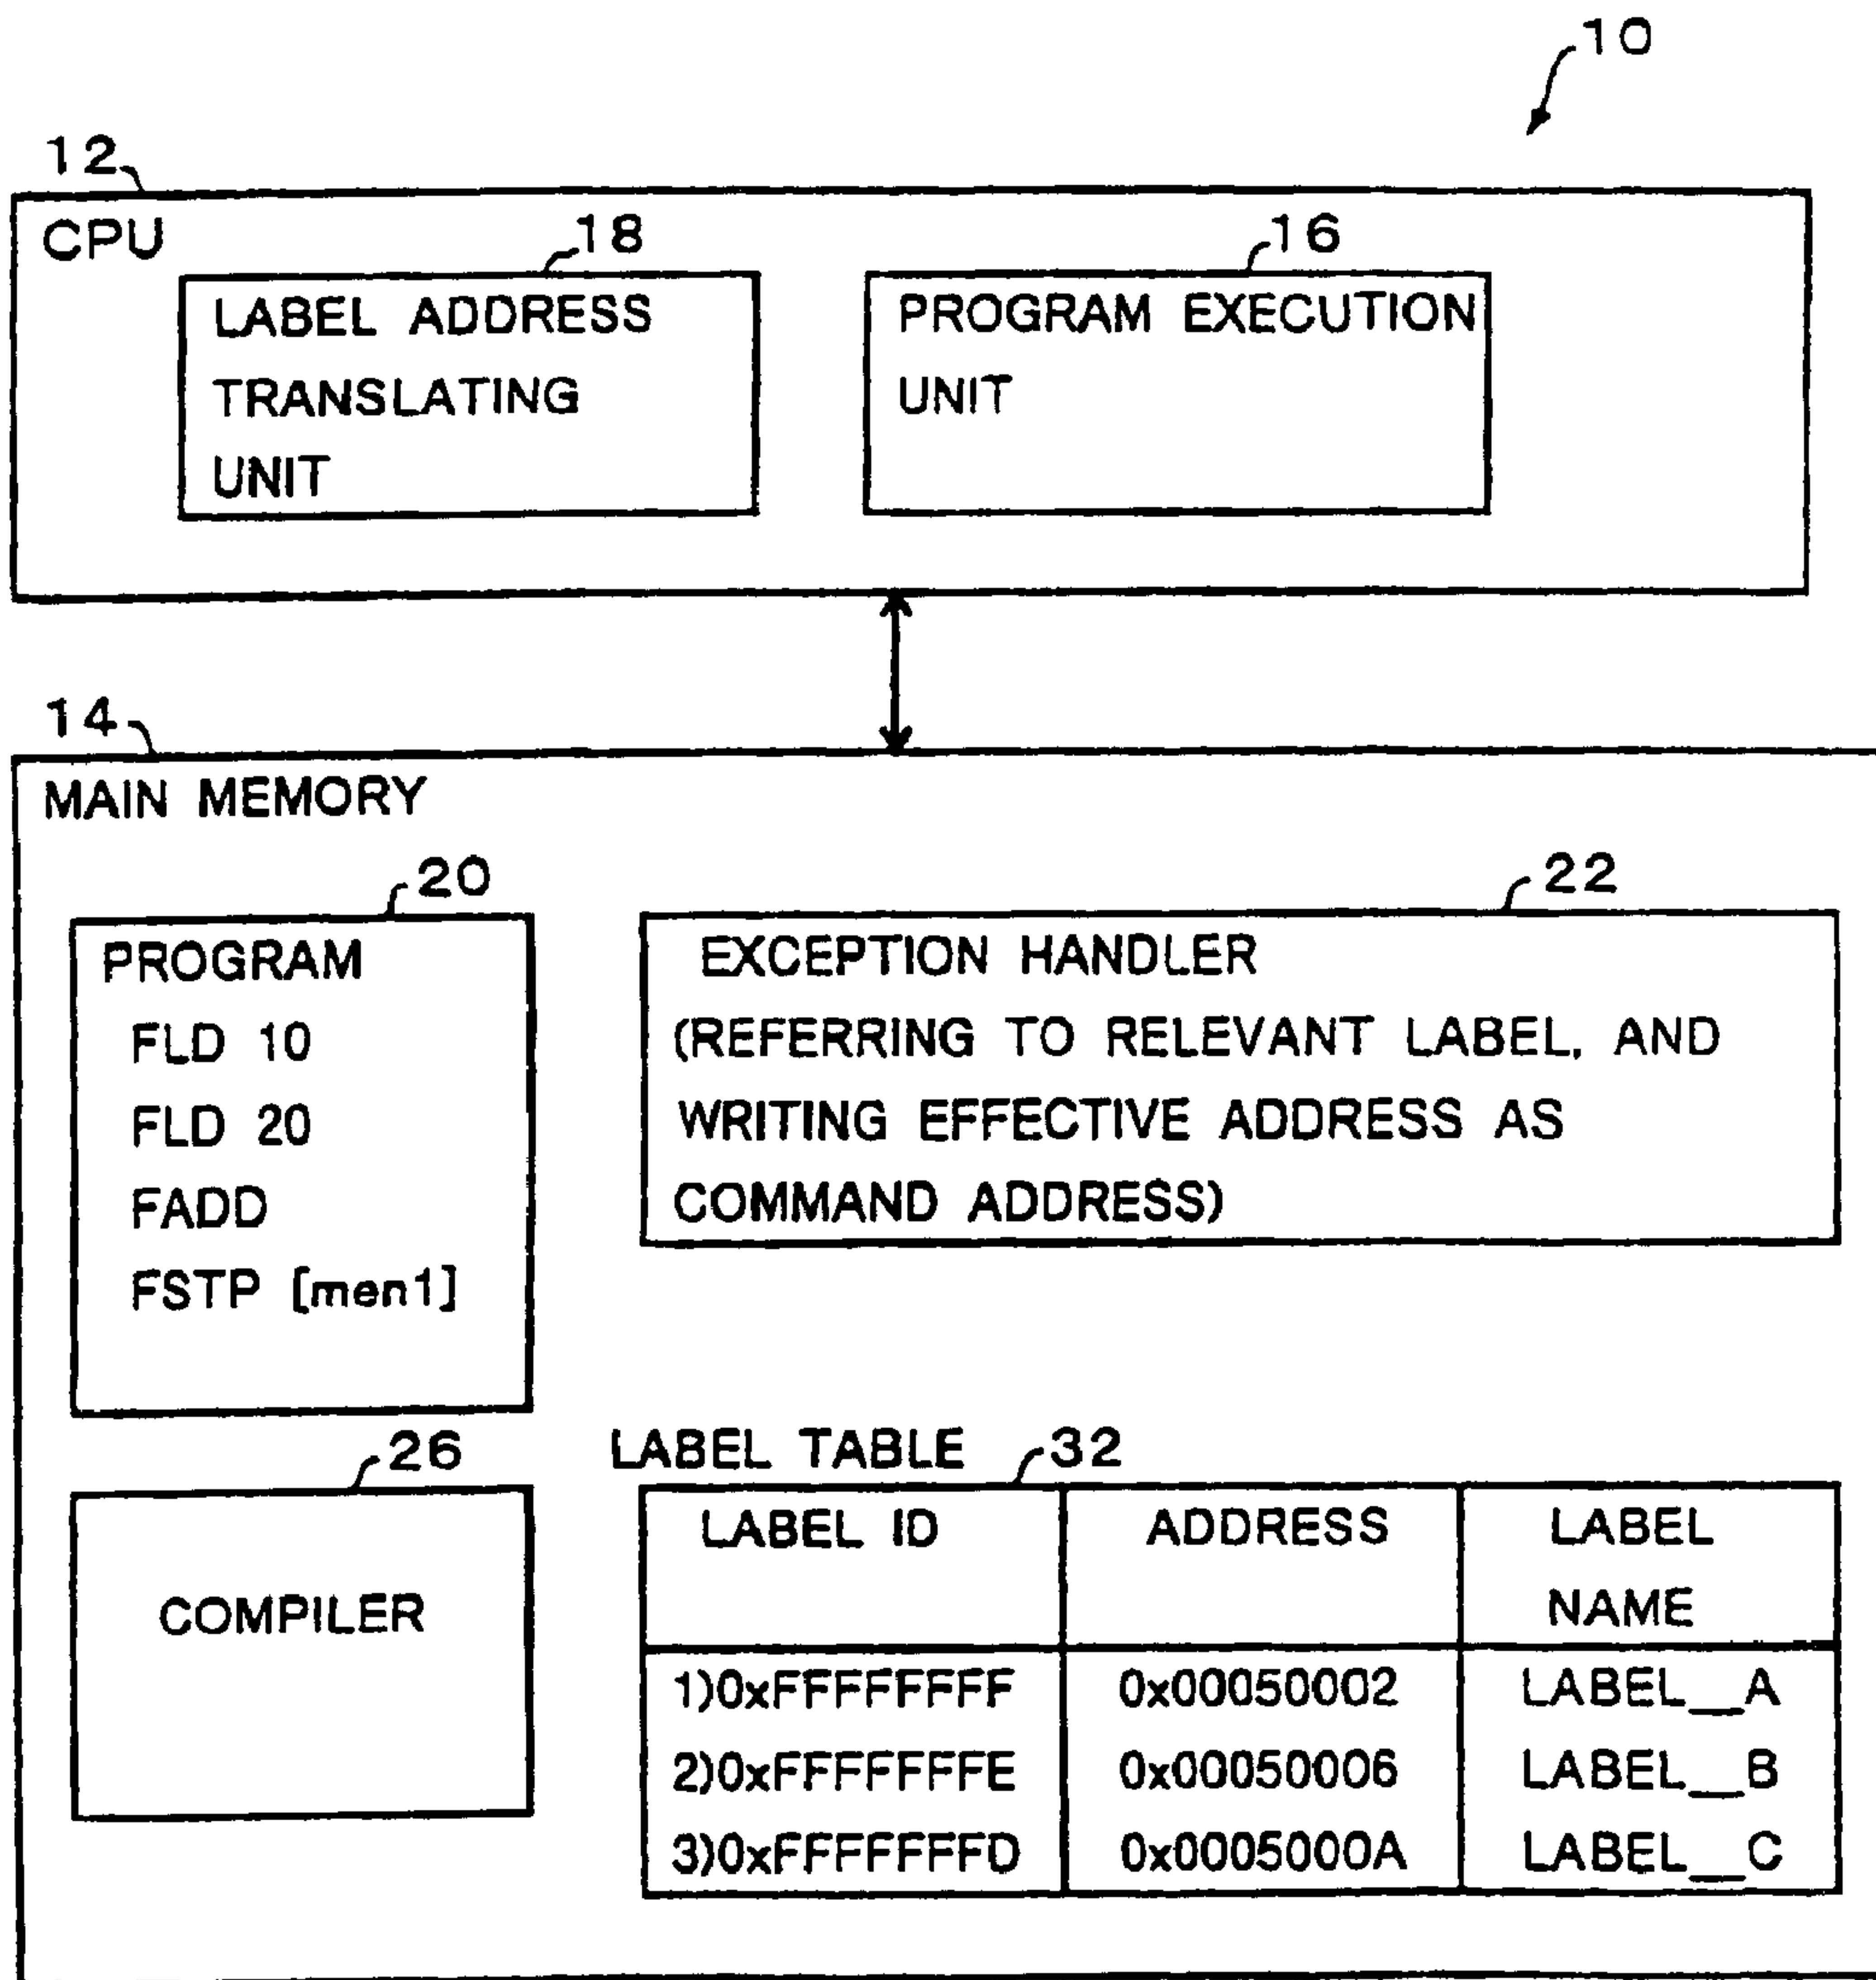 10
12
CPU
18
16
LABEL ADDRESS
TRANSLATING
UNIT
PROGRAM EXECUTION
UNIT
14
MAIN MEMORY
20
PROGRAM
FLD 10
FLD 20
FADD
FSTP [men1]
22
EXCEPTION HANDLER
(REFERRING TO RELEVANT LABEL, AND
WRITING EFFECTIVE ADDRESS AS
COMMAND ADDRESS)
26
COMPILER
LABEL TABLE
32
LABEL ID ADDRESS LABEL
NAME
1)0xFFFFFFFF 0x00050002 LABEL__A
2)0xFFFFFFFE 0x00050006 LABEL__B
3)0xFFFFFFFD 0x0005000A LABEL__C